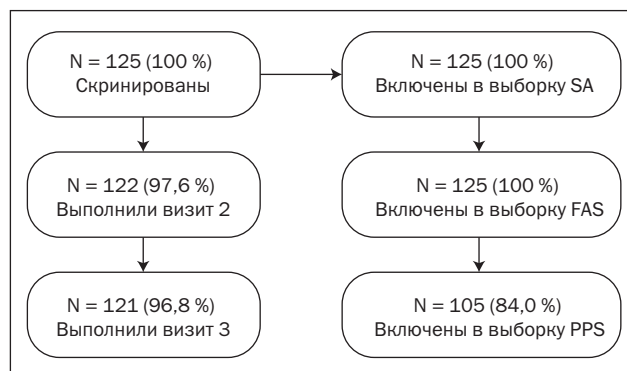 N = 125 (100 %)
Скринированы
N = 125 (100 %)
Включены в выборку SA
N = 122 (97,6 %)
Выполнили визит 2
N = 125 (100 %)
Включены в выборку FAS
N = 121 (96,8 %)
Выполнили визит 3
N = 105 (84,0 %)
Включены в выборку PPS